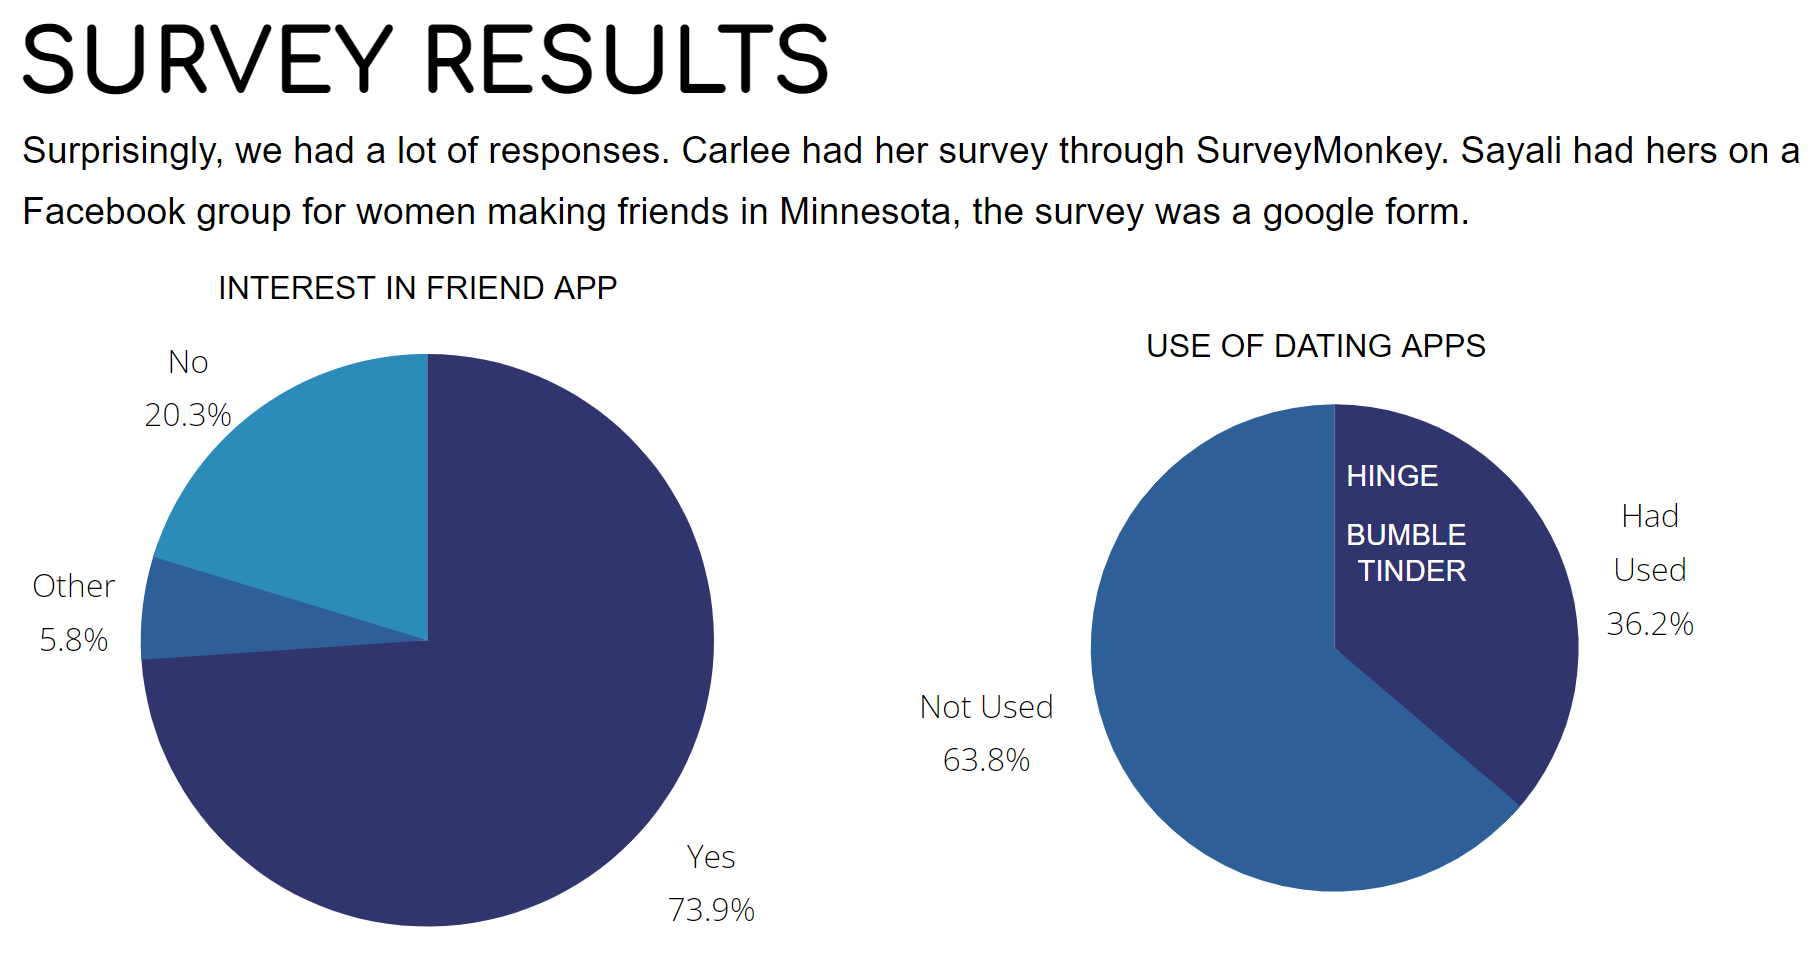 SURVEY RESULTS
Surprisingly, we had a lot of responses. Carlee had her survey through SurveyMonkey. Sayali had hers on a
Facebook group for women making friends in Minnesota, the survey was a google form.
INTEREST IN FRIEND APP
No
20.3%
Other
5.8%
Yes
73.9%
USE OF DATING APPS
HINGE
BUMBLE
TINDER
Had
Used
36.2%
Not Used
63.8%